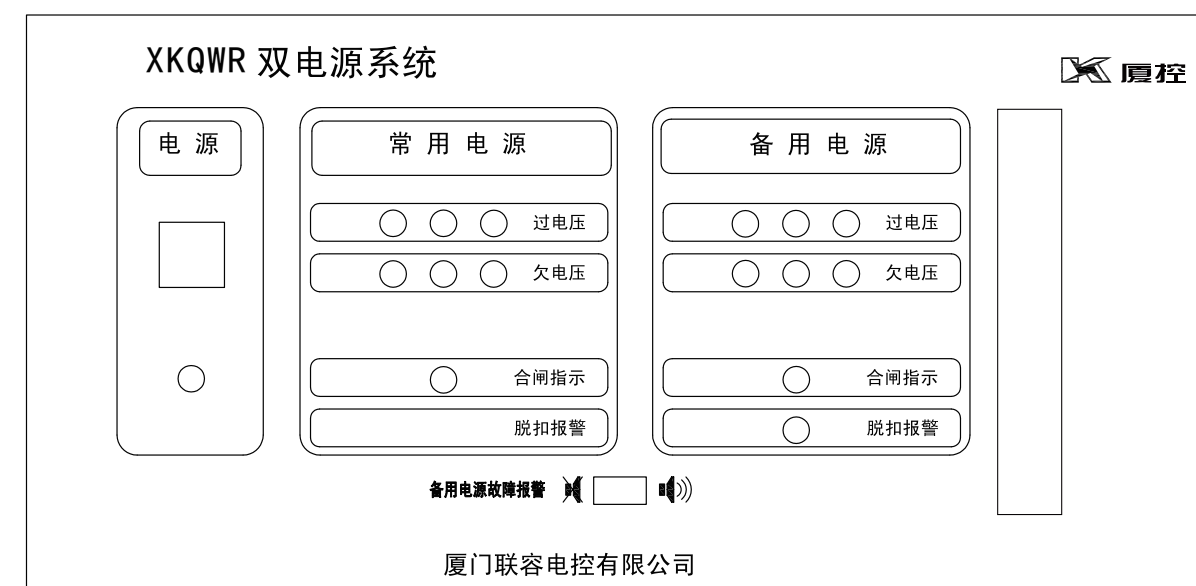 XKQWR 双电源系统
厦控
电源
常用电源
备用电源
过电压
过电压
欠电压
欠电压
合闸指示
合闸指示
脱扣报警
脱扣报警
备用电源故障报警
厦门联容电控有限公司